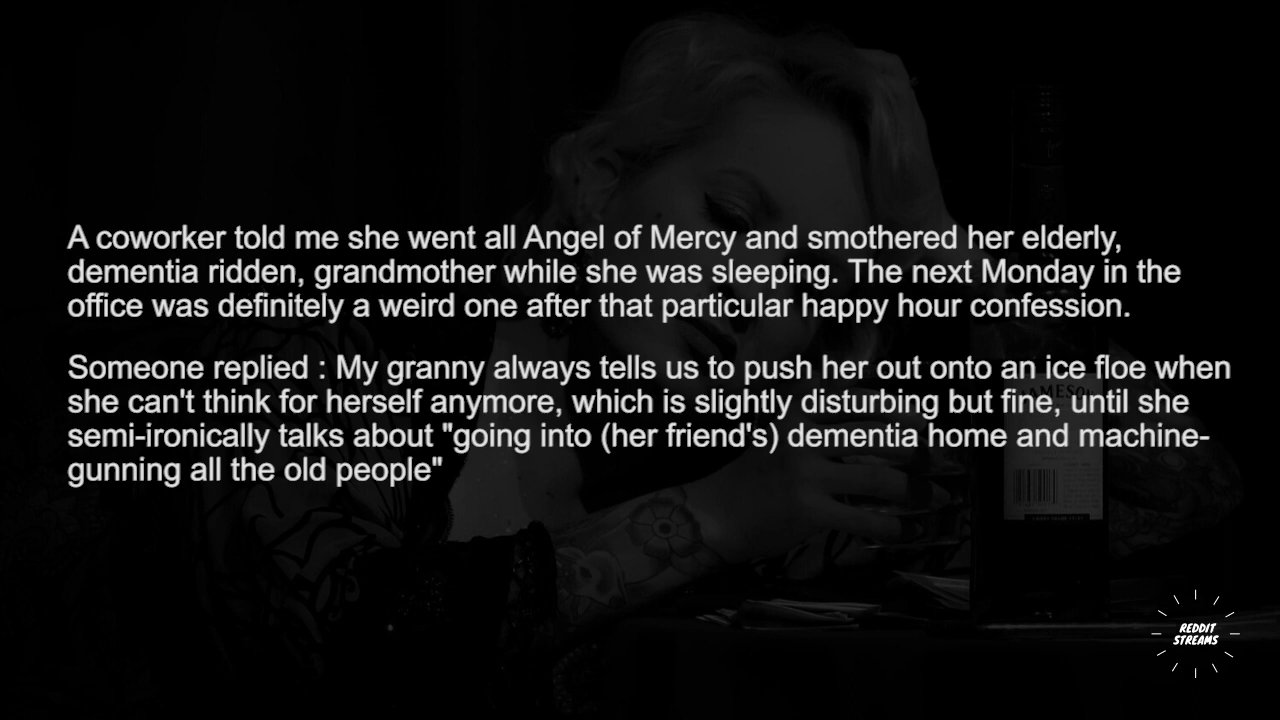 A coworker told me she went all Angel of Mercy and smothered her elderly,
dementia ridden, grandmother while she was sleeping. The next Monday in the
office was definitely a weird one after that particular happy hour confession.
Someone replied : My granny always tells us to push her out onto an ice floe when
she can't think for herself anymore, which is slightly disturbing but fine, until she
semi-ironically talks about "going into (her friend's) dementia home and machine-
gunning all the old people"
JAMESON
REDDIT
STREAMS